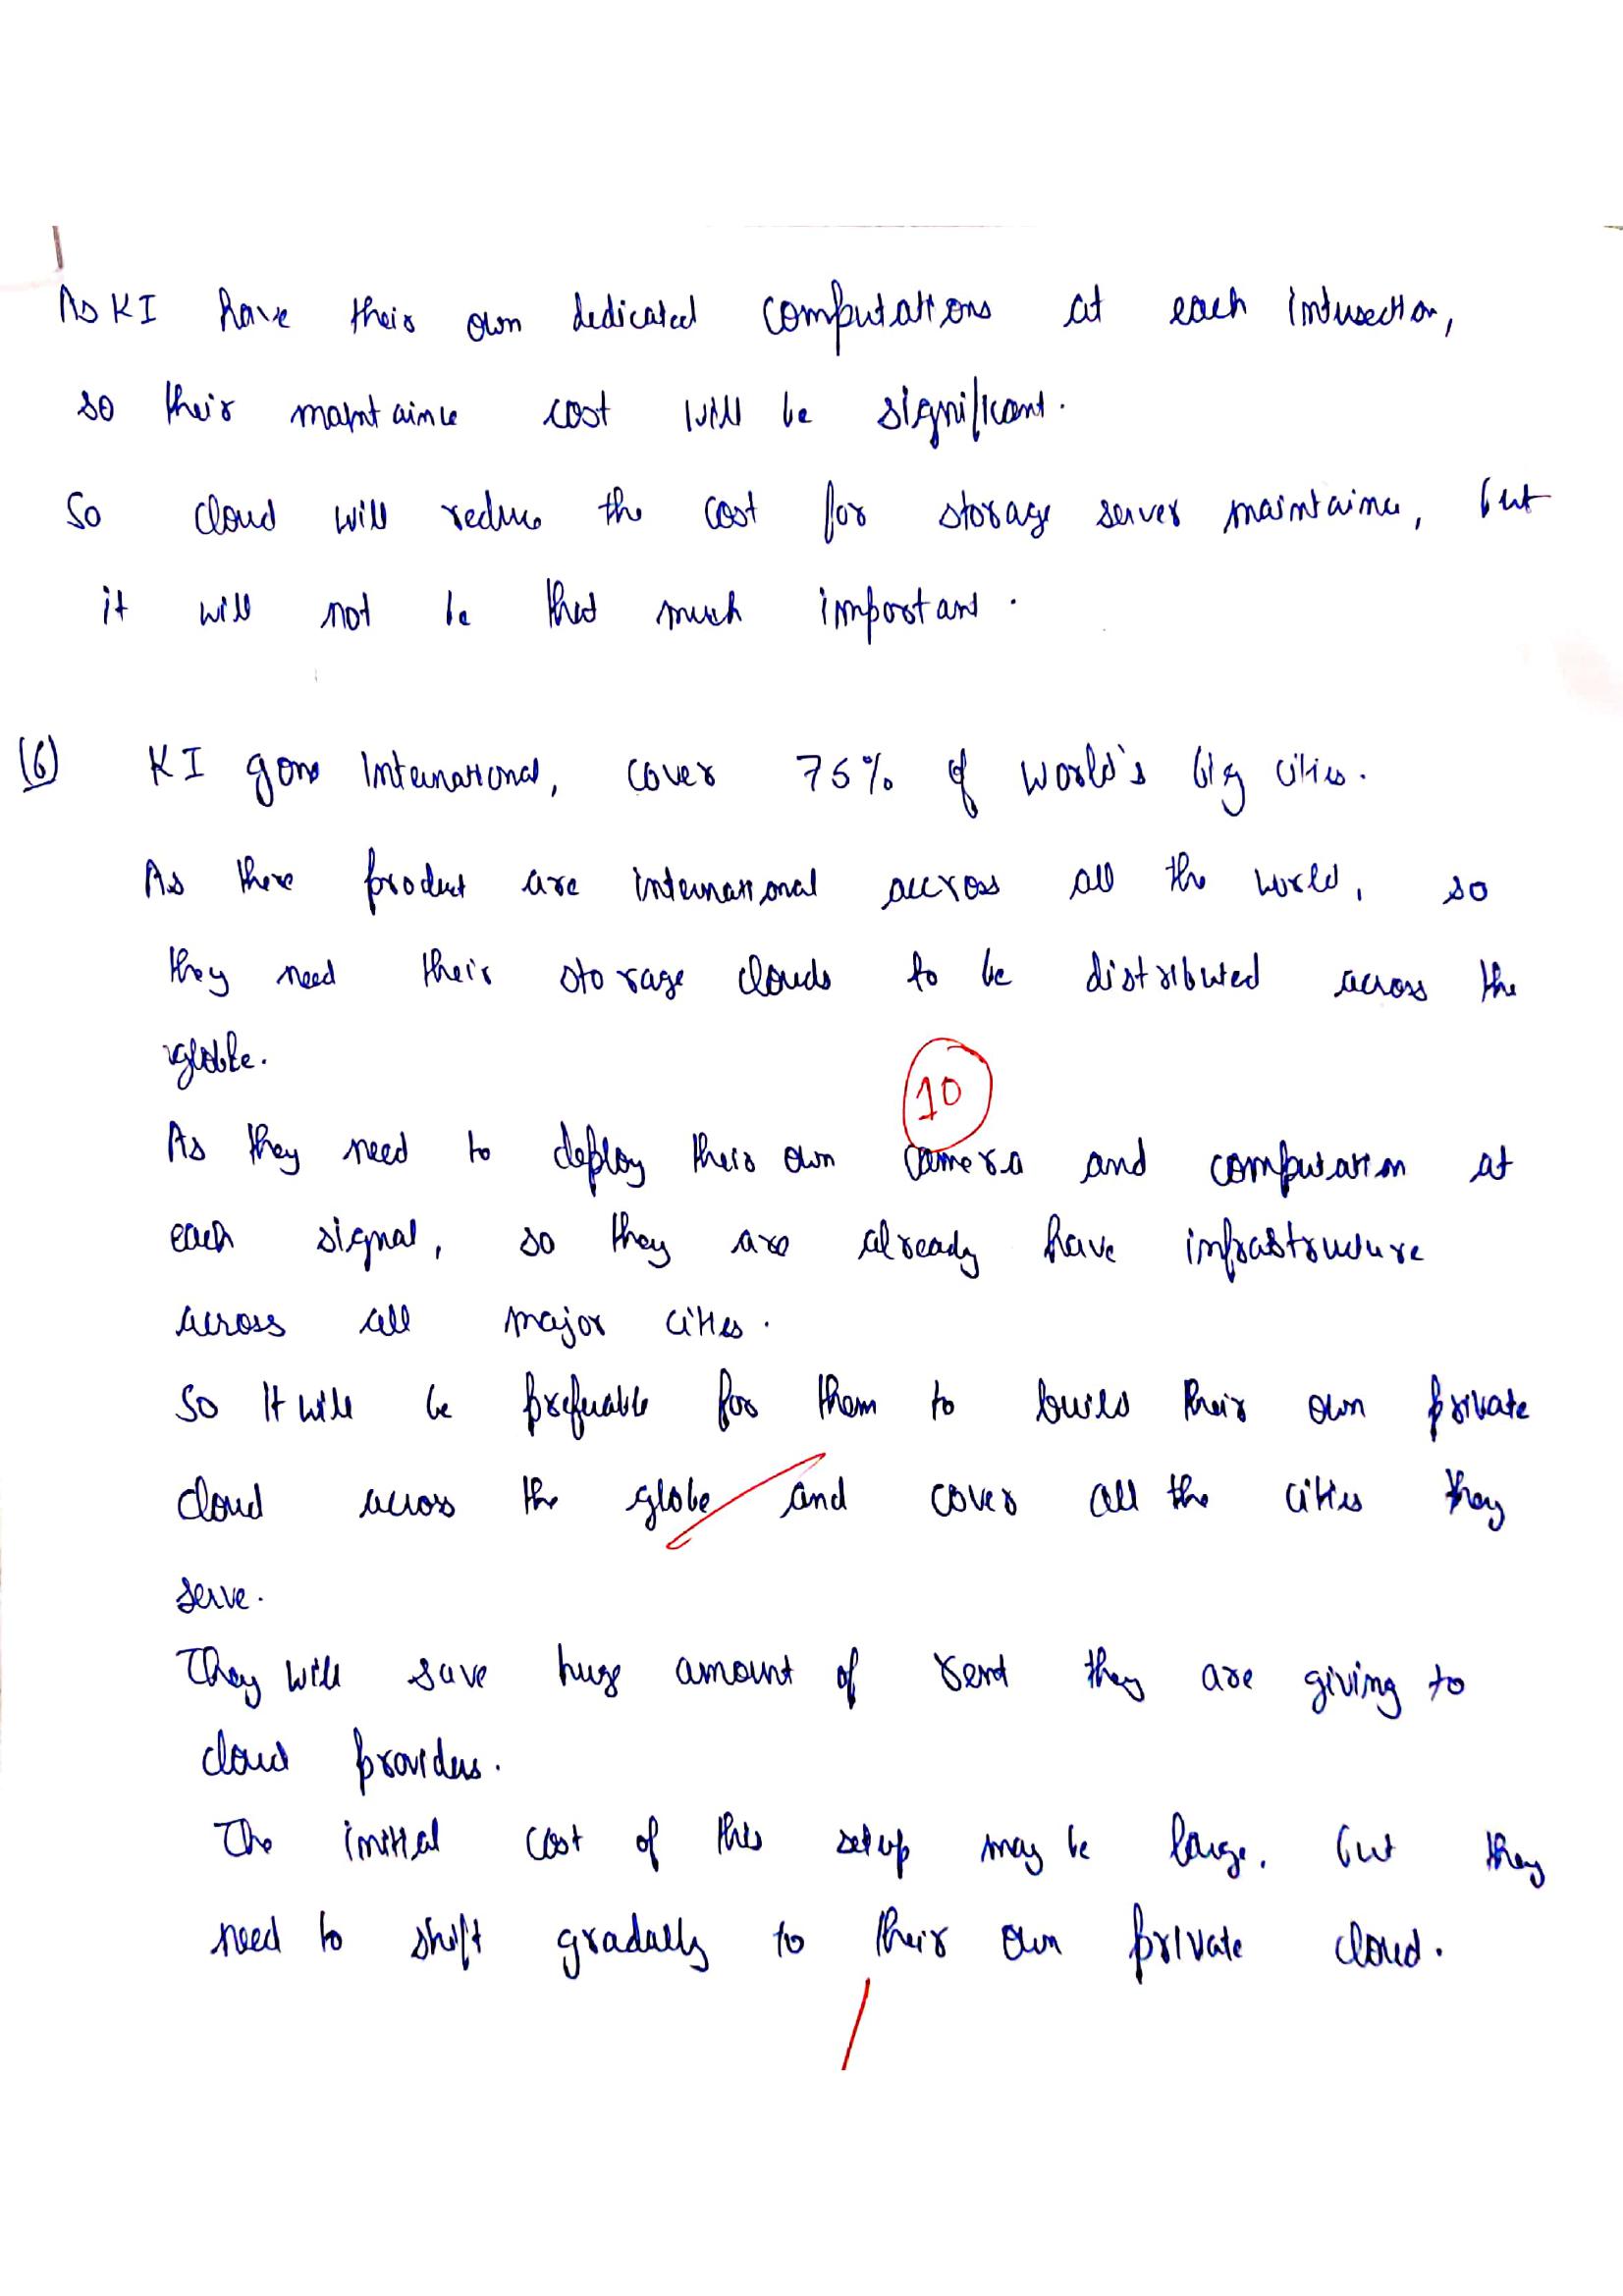 As KI have their own dedicated computations at each intersection,
so their maintaince cost will be significant.
So cloud will reduce the cost for storage server maintaince, but
it will not be that much important.
(6) KI gone International, cover 75% of World's big cities.
As there product are international accross all the world, so
they need their storage clouds to be distributed across the
globle.
10
As they need to deploy their own camera and computation at
each signal, so they are already have infrastructure
across all major cities.
So It will be preferable for them to build their own private
cloud across the globe and cover all the cities they
serve.
They will save huge amount of rent they are giving to
cloud providers.
The initial cost of this setup may be large. but they
need to shift gradally to their own private cloud.